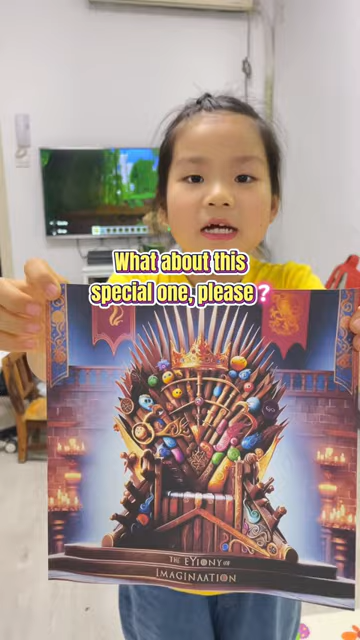 What about this
special one, please?
THE EYIONY OF
IMAGINAATION